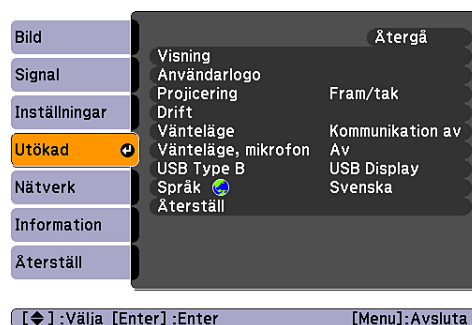 Bild
Signal
Inställningar
Utökad
Nätverk
Information
Återställ
Återgå
Visning
Användarlogo
Projicering Fram/tak
Drift
Vänteläge Kommunikation av
Vänteläge, mikrofon Av
USB Type B USB Display
Språk Svenska
Återställ
[◆] :Välja [Enter] :Enter [Menu]:Avsluta